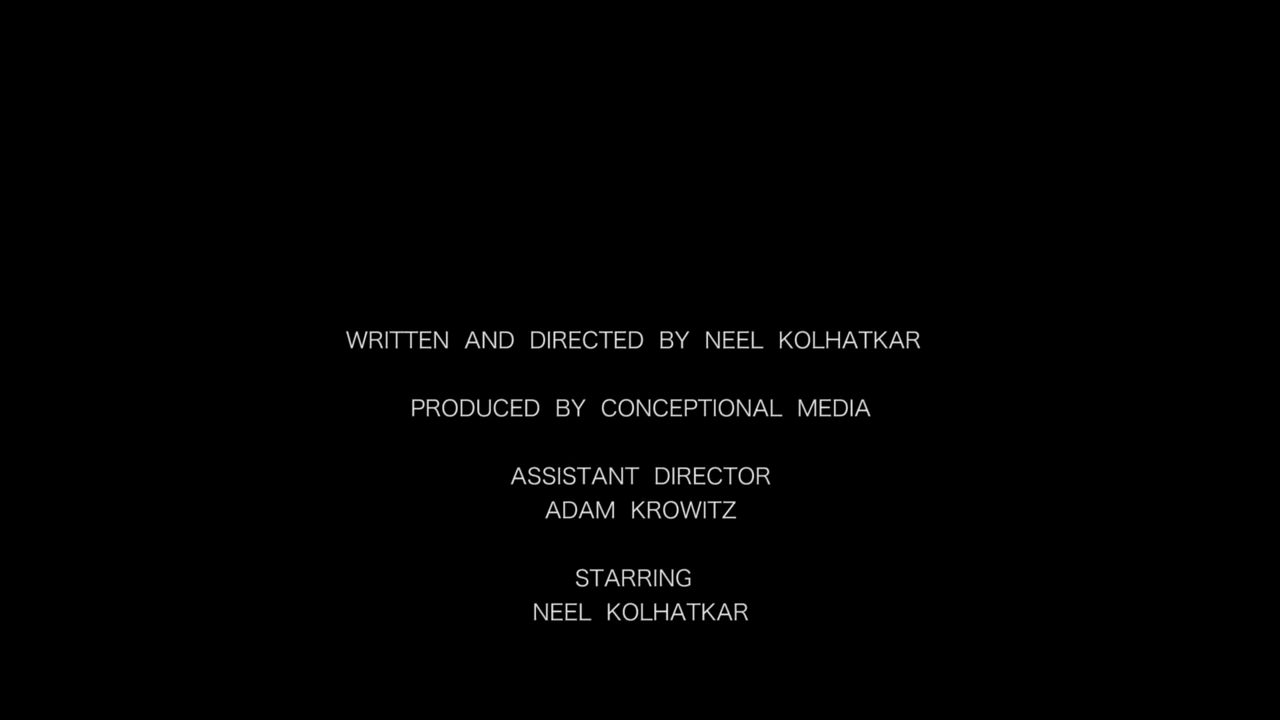 WRITTEN AND DIRECTED BY NEEL KOLHATKAR
PRODUCED BY CONCEPTIONAL MEDIA
ASSISTANT DIRECTOR
ADAM KROWITZ
STARRING
NEEL KOLHATKAR